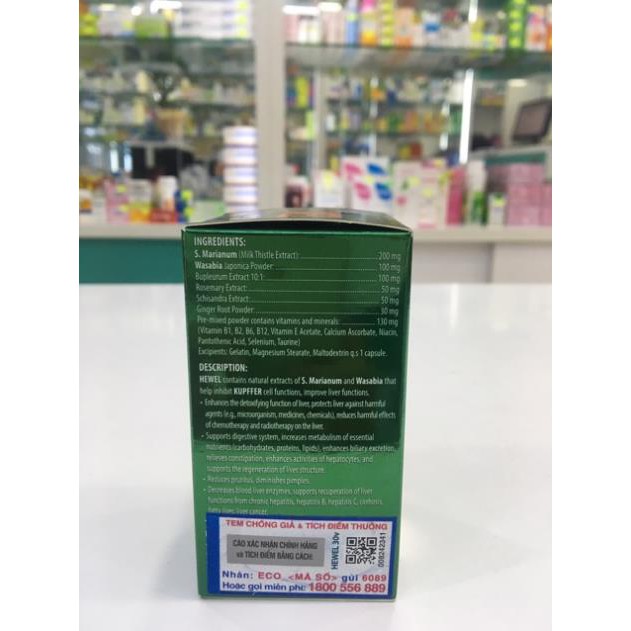 INGREDIENTS:
S. Marianum (Milk Thistle Extract): 200 mg
Wasabia Japonica Powder 100 mg
Bupleurum Extract 10:1: 100 mg
Rosemary Extract: 50 mg
Schisandra Extract: 50 mg
Ginger Root Powder: 30 mg
Pre-mixed powder contains vitamins and minerals: 130 mg
(Vitamin B1, B2, B6, B12, Vitamin E Acetate, Calcium Ascorbate, Niacin,
Pantothenic Acid, Selenium, Taurine)
Excipients: Gelatin, Magnesium Stearate, Maltodextrin q.s 1 capsule.
DESCRIPTION:
HEWEL contains natural extracts of S. Marianum and Wasabia that
help inhibit KUPFFER cell functions, improve liver functions.
• Enhances the detoxifying function of liver, protects liver against harmful
agents (e.g., microorganism, medicines, chemicals), reduces harmful effects
of chemotherapy and radiotherapy on the liver.
• Supports digestive system, increases metabolism of essential
nutrients (carbohydrates, proteins, lipids), enhances biliary excretion,
relieves constipation, enhances activities of hepatocytes, and
supports the regeneration of liver structure.
• Reduces pruritus, diminishes pimples.
• Decreases blood liver enzymes, supports recuperation of liver
functions from chronic hepatitis, hepatitis B, hepatitis C, cirrhosis,
fatty liver, liver cancer.
TEM CHỐNG GIẢ & TÍCH ĐIỂM THƯỞNG
CÀO XÁC NHẬN CHÍNH HÃNG
và TÍCH ĐIỂM BẰNG CÁCH:
HEWEL30v
008242341
Nhắn: ECO_<MÃ SỐ> gửi 6089
Hoặc gọi miễn phí: 1800 556 889